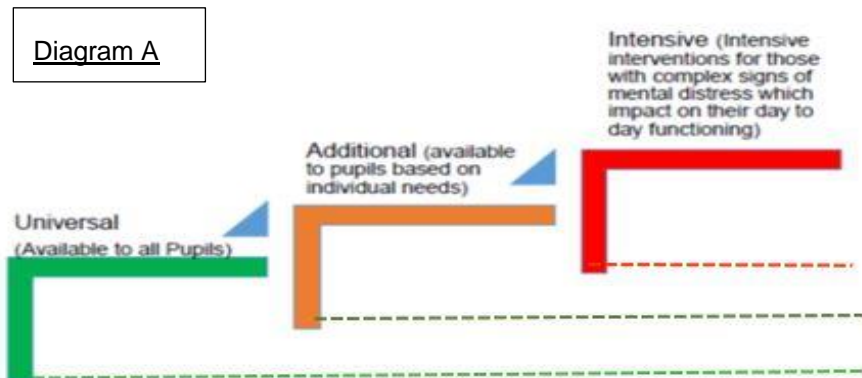 Diagram A
Intensive (Intensive
interventions for those
with complex signs of
mental distress which
impact on their day to
day functioning)
Additional (available
to pupils based on
individual needs)
Universal
(Available to all Pupils)